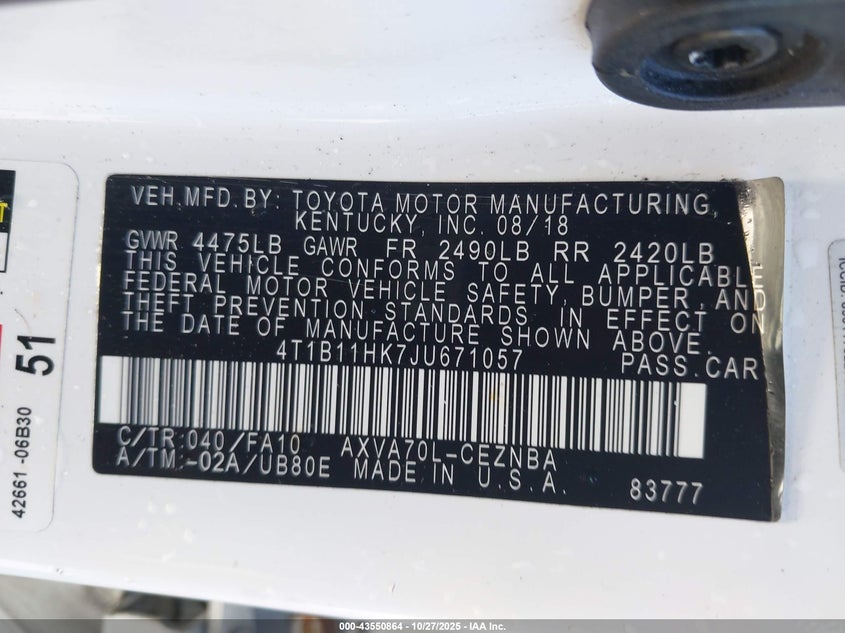 VEH.MFD.BY: TOYOTA MOTOR MANUFACTURING,
KENTUCKY, INC. 08/18
GVWR 4475LB GAWR FR 2490LB RR 2420LB
THIS VEHICLE CONFORMS TO ALL APPLICABLE
FEDERAL MOTOR VEHICLE SAFETY, BUMPER, AND
THEFT PREVENTION STANDARDS IN EFFECT ON
THE DATE OF MANUFACTURE SHOWN ABOVE.
4T1B11HK7JU671057 PASS.CAR
C/TR:040/FA10 AXVA70L-CEZNBA
A/TM:-02A/UB80E MADE IN U.S.A.
83777
51
42661 -06B30
000-43550864 | 10/27/2025 | IAA Inc.